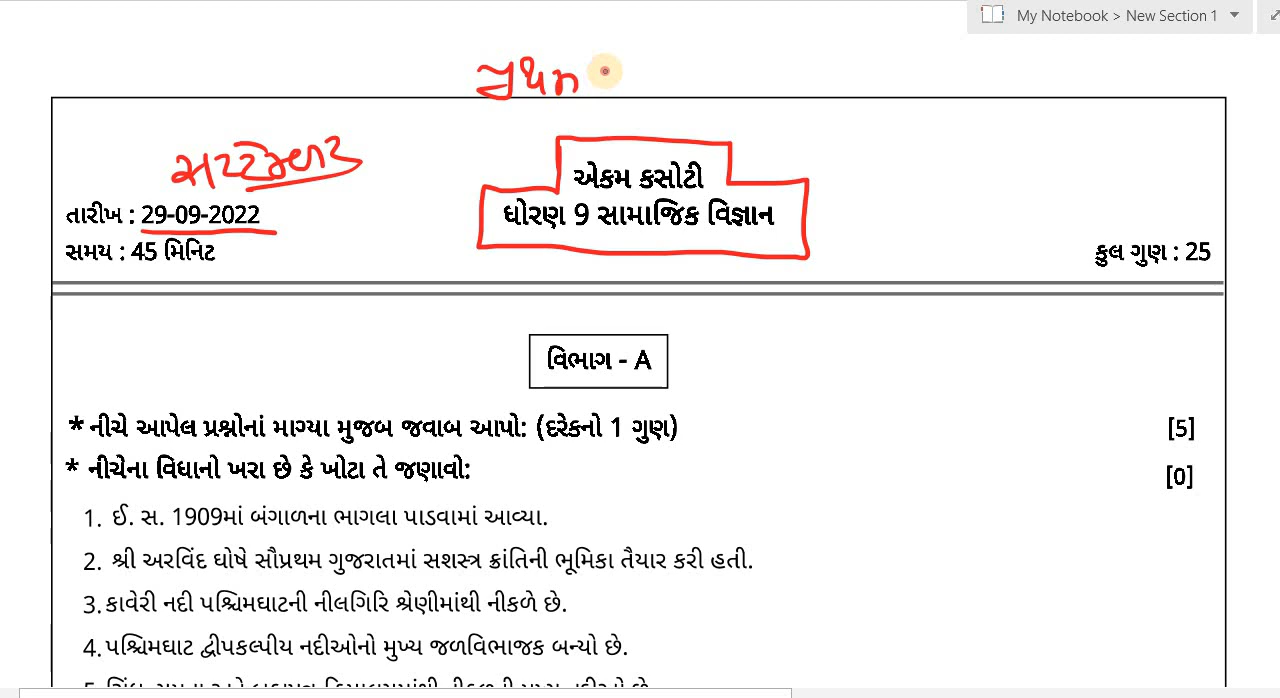 My Notebook > New Section 1
પ્રથમ
સપ્ટેમ્બર
એકમ કસોટી
તારીખ : 29-09-2022
ધોરણ 9 સામાજિક વિજ્ઞાન
સમય : 45 મિનિટ
કુલ ગુણ : 25
વિભાગ - A
* નીચે આપેલ પ્રશ્નોનાં માગ્યા મુજબ જવાબ આપો: (દરેકનો 1 ગુણ) [5]
* નીચેના વિધાનો ખરા છે કે ખોટા તે જણાવો: [0]
1. ઈ. સ. 1909માં બંગાળના ભાગલા પાડવામાં આવ્યા.
2. શ્રી અરવિંદ ઘોષે સૌપ્રથમ ગુજરાતમાં સશસ્ત્ર ક્રાંતિની ભૂમિકા તૈયાર કરી હતી.
3. કાવેરી નદી પશ્ચિમઘાટની નીલગિરિ શ્રેણીમાંથી નીકળે છે.
4. પશ્ચિમઘાટ દ્વીપકલ્પીય નદીઓનો મુખ્ય જળવિભાજક બન્યો છે.